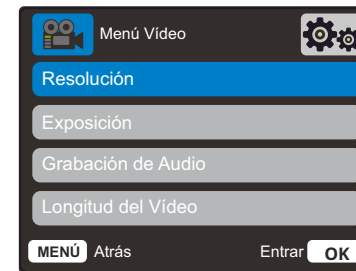 Menú Vídeo
Resolución
Exposición
Grabación de Audio
Longitud del Vídeo
MENÚ Atrás Entrar OK